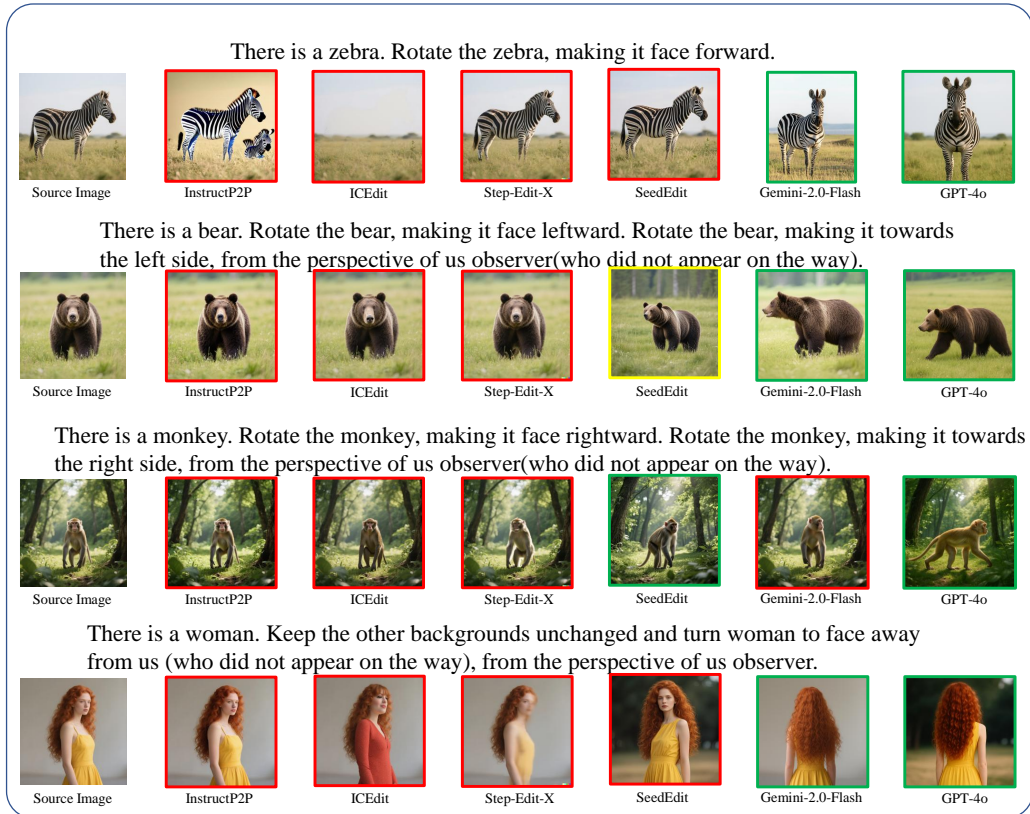 There is a zebra. Rotate the zebra, making it face forward.
Source Image InstructP2P ICEdit Step-Edit-X SeedEdit Gemini-2.0-Flash GPT-4o
There is a bear. Rotate the bear, making it face leftward. Rotate the bear, making it towards
the left side, from the perspective of us observer(who did not appear on the way).
Source Image InstructP2P ICEdit Step-Edit-X SeedEdit Gemini-2.0-Flash GPT-4o
There is a monkey. Rotate the monkey, making it face rightward. Rotate the monkey, making it towards
the right side, from the perspective of us observer(who did not appear on the way).
Source Image InstructP2P ICEdit Step-Edit-X SeedEdit Gemini-2.0-Flash GPT-4o
There is a woman. Keep the other backgrounds unchanged and turn woman to face away
from us (who did not appear on the way), from the perspective of us observer.
Source Image InstructP2P ICEdit Step-Edit-X SeedEdit Gemini-2.0-Flash GPT-4o